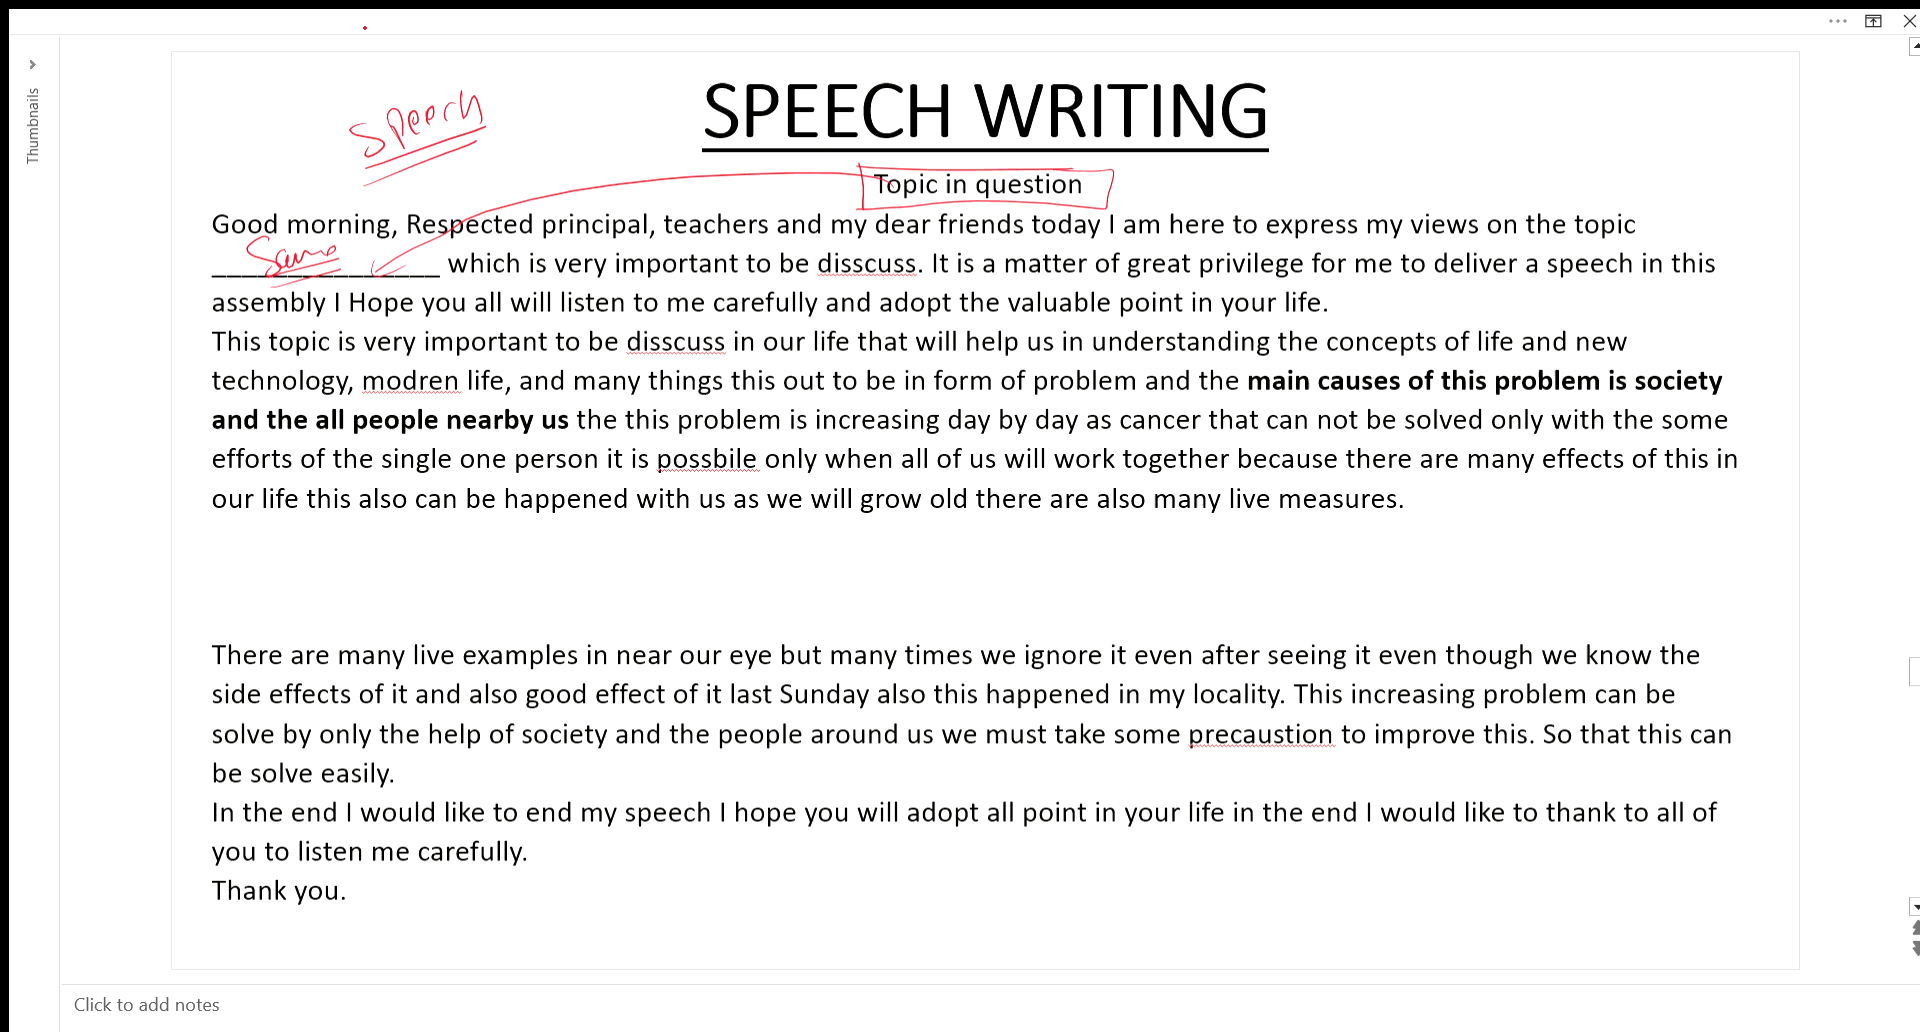 Thumbnails
Speech
SPEECH WRITING
Topic in question
Good morning, Respected principal, teachers and my dear friends today I am here to express my views on the topic
Same
_______________ which is very important to be disscuss. It is a matter of great privilege for me to deliver a speech in this
assembly I Hope you all will listen to me carefully and adopt the valuable point in your life.
This topic is very important to be disscuss in our life that will help us in understanding the concepts of life and new
technology, modren life, and many things this out to be in form of problem and the main causes of this problem is society
and the all people nearby us the this problem is increasing day by day as cancer that can not be solved only with the some
efforts of the single one person it is possbile only when all of us will work together because there are many effects of this in
our life this also can be happened with us as we will grow old there are also many live measures.
There are many live examples in near our eye but many times we ignore it even after seeing it even though we know the
side effects of it and also good effect of it last Sunday also this happened in my locality. This increasing problem can be
solve by only the help of society and the people around us we must take some precaustion to improve this. So that this can
be solve easily.
In the end I would like to end my speech I hope you will adopt all point in your life in the end I would like to thank to all of
you to listen me carefully.
Thank you.
Click to add notes